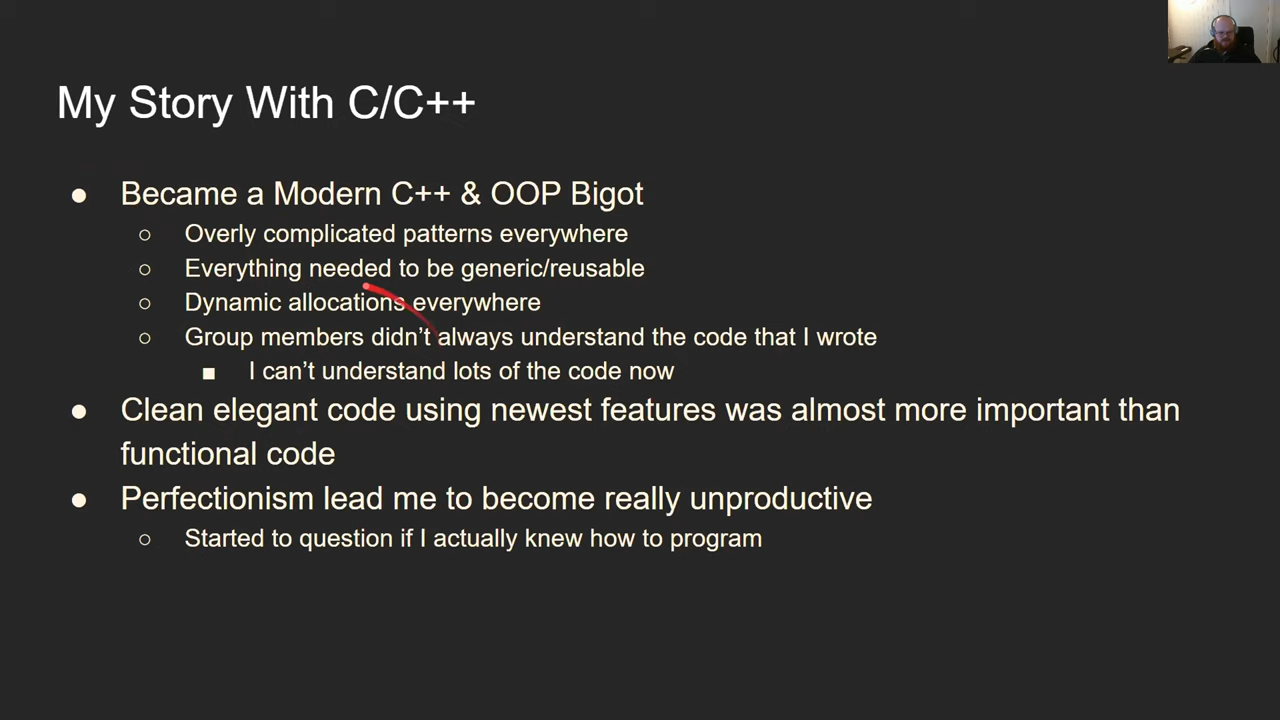 My Story With C/C++
● Became a Modern C++ & OOP Bigot
○ Overly complicated patterns everywhere
○ Everything needed to be generic/reusable
○ Dynamic allocations everywhere
○ Group members didn’t always understand the code that I wrote
■ I can’t understand lots of the code now
● Clean elegant code using newest features was almost more important than
functional code
● Perfectionism lead me to become really unproductive
○ Started to question if I actually knew how to program